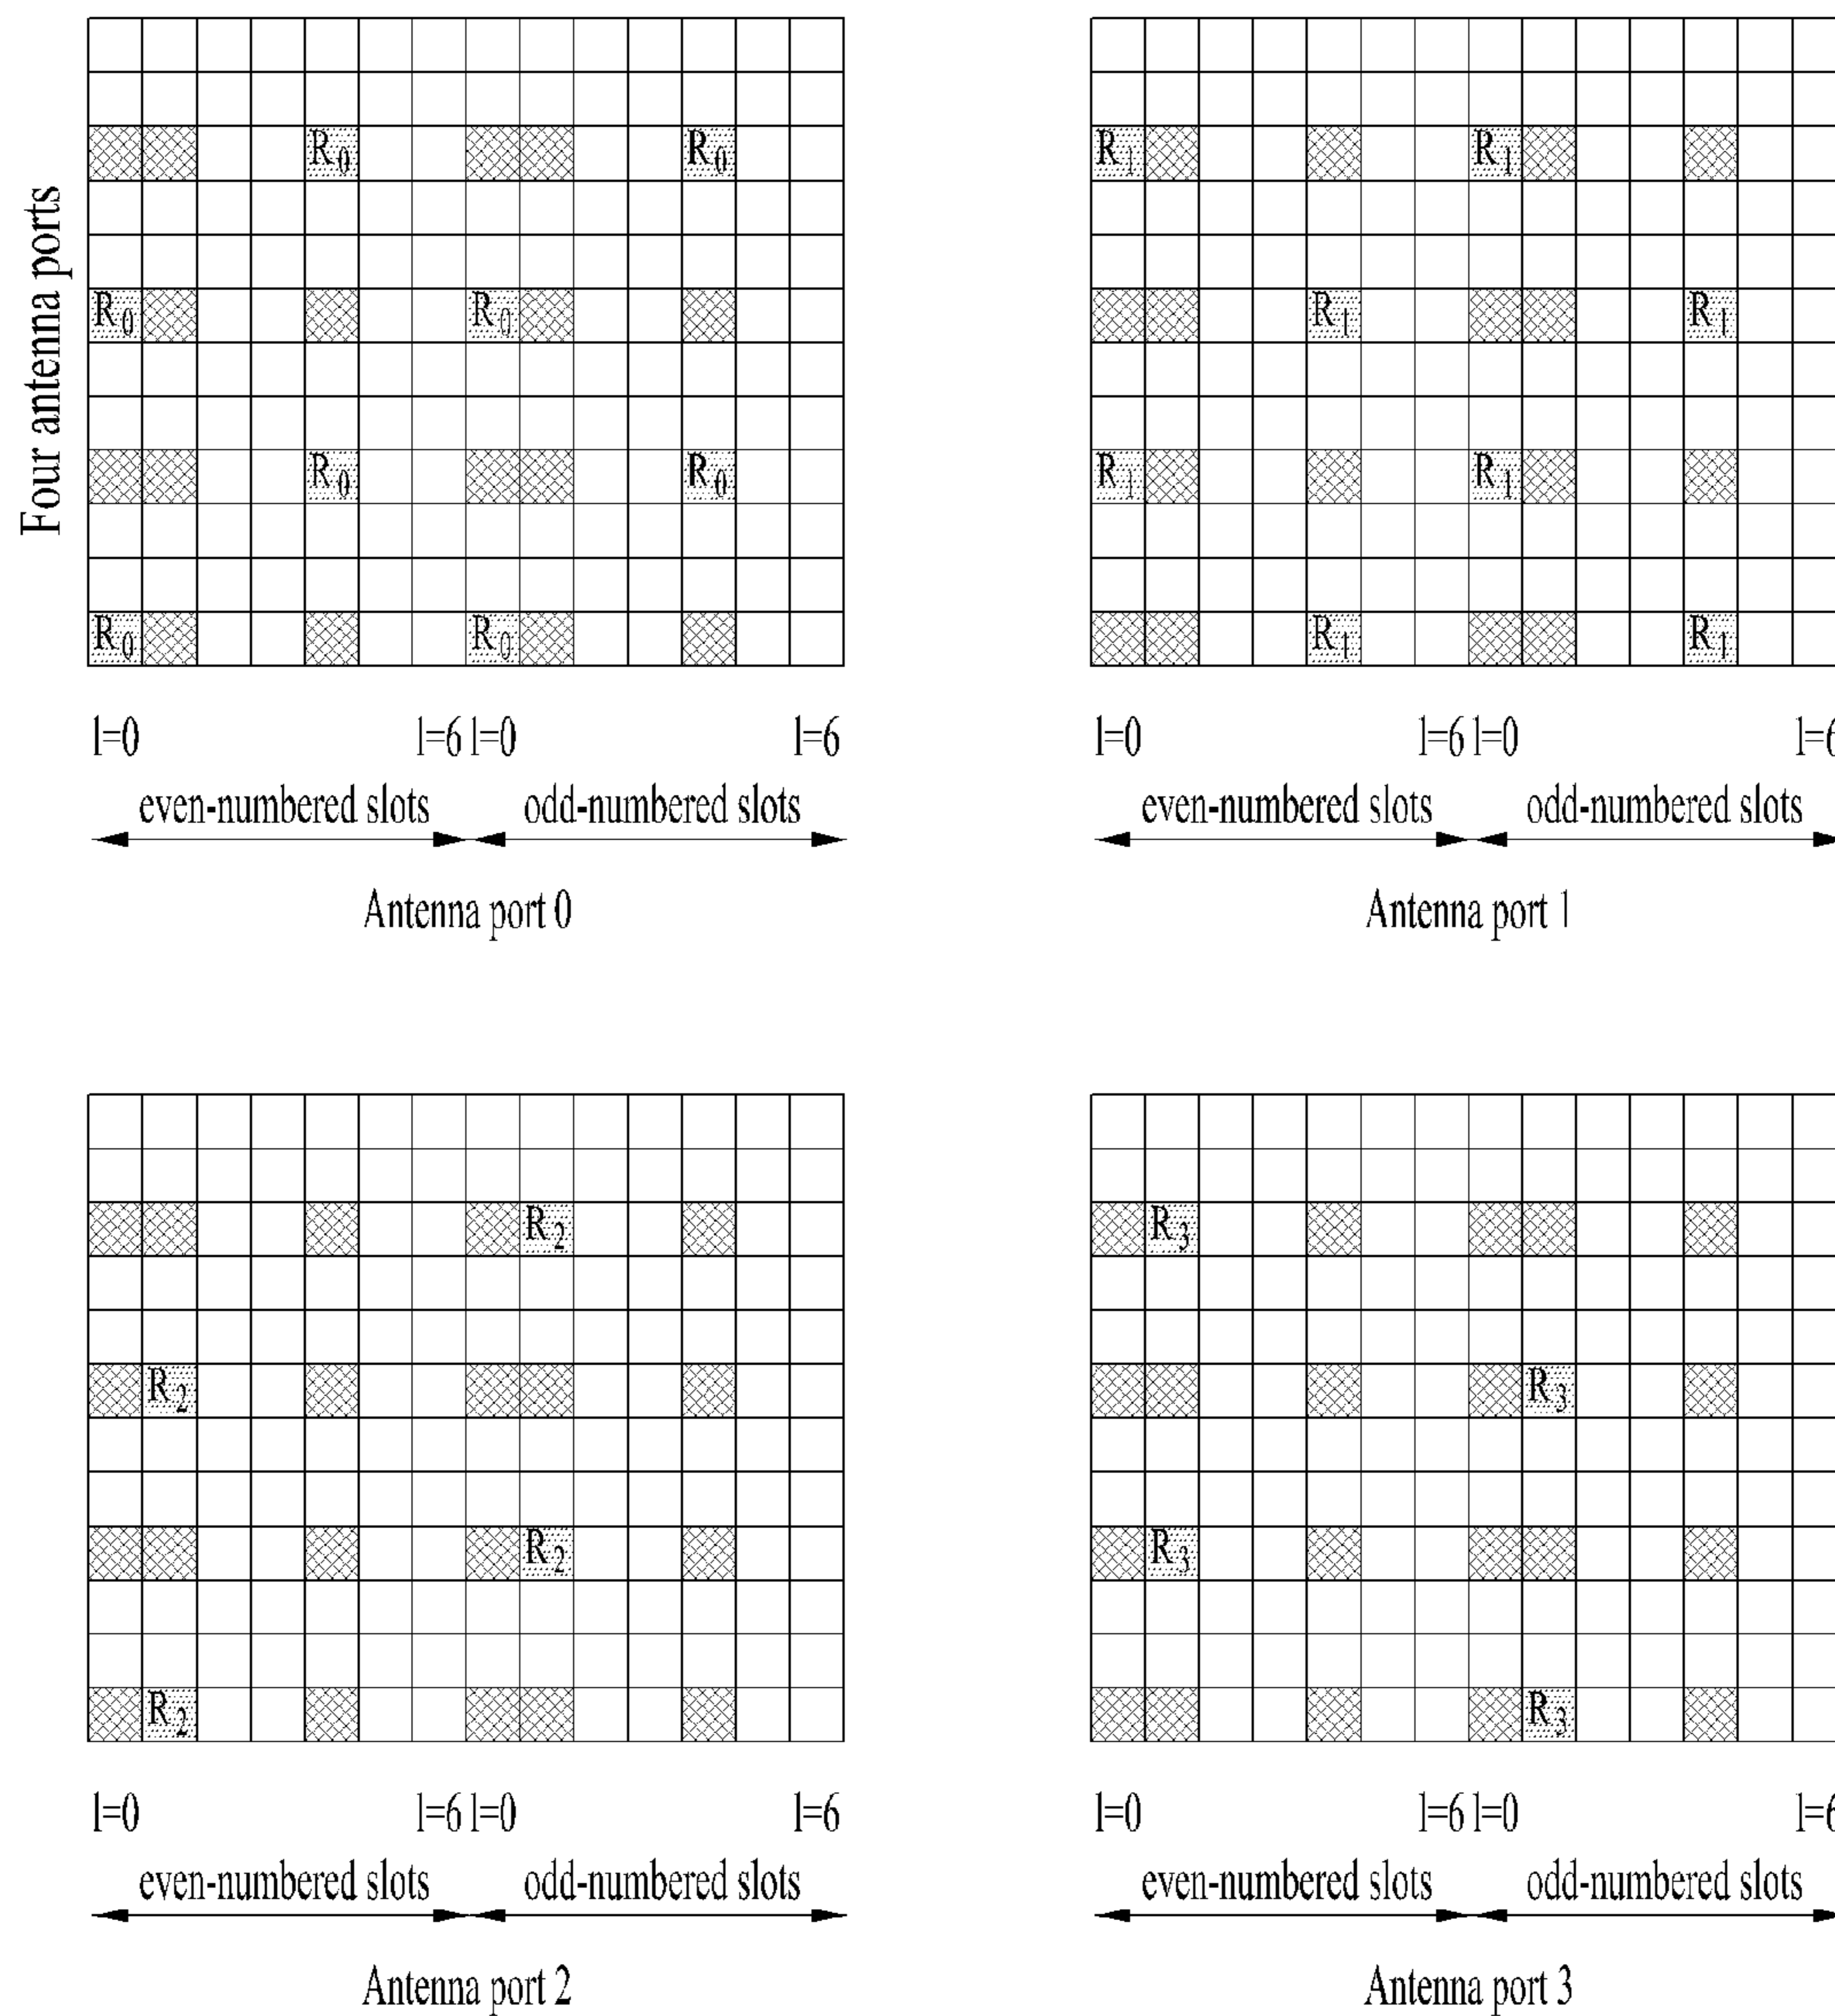 Four antenna ports
R0 R0
R0 R0
R0 R0
R0 R0
l=0 l=6 l=0 l=6
even-numbered slots odd-numbered slots
Antenna port 0
R1 R1
R1 R1
R1 R1
R1 R1
l=0 l=6 l=0 l=6
even-numbered slots odd-numbered slots
Antenna port 1
R2
R2
R2
R2
l=0 l=6 l=0 l=6
even-numbered slots odd-numbered slots
Antenna port 2
R3
R3
R3
R3
l=0 l=6 l=0 l=6
even-numbered slots odd-numbered slots
Antenna port 3